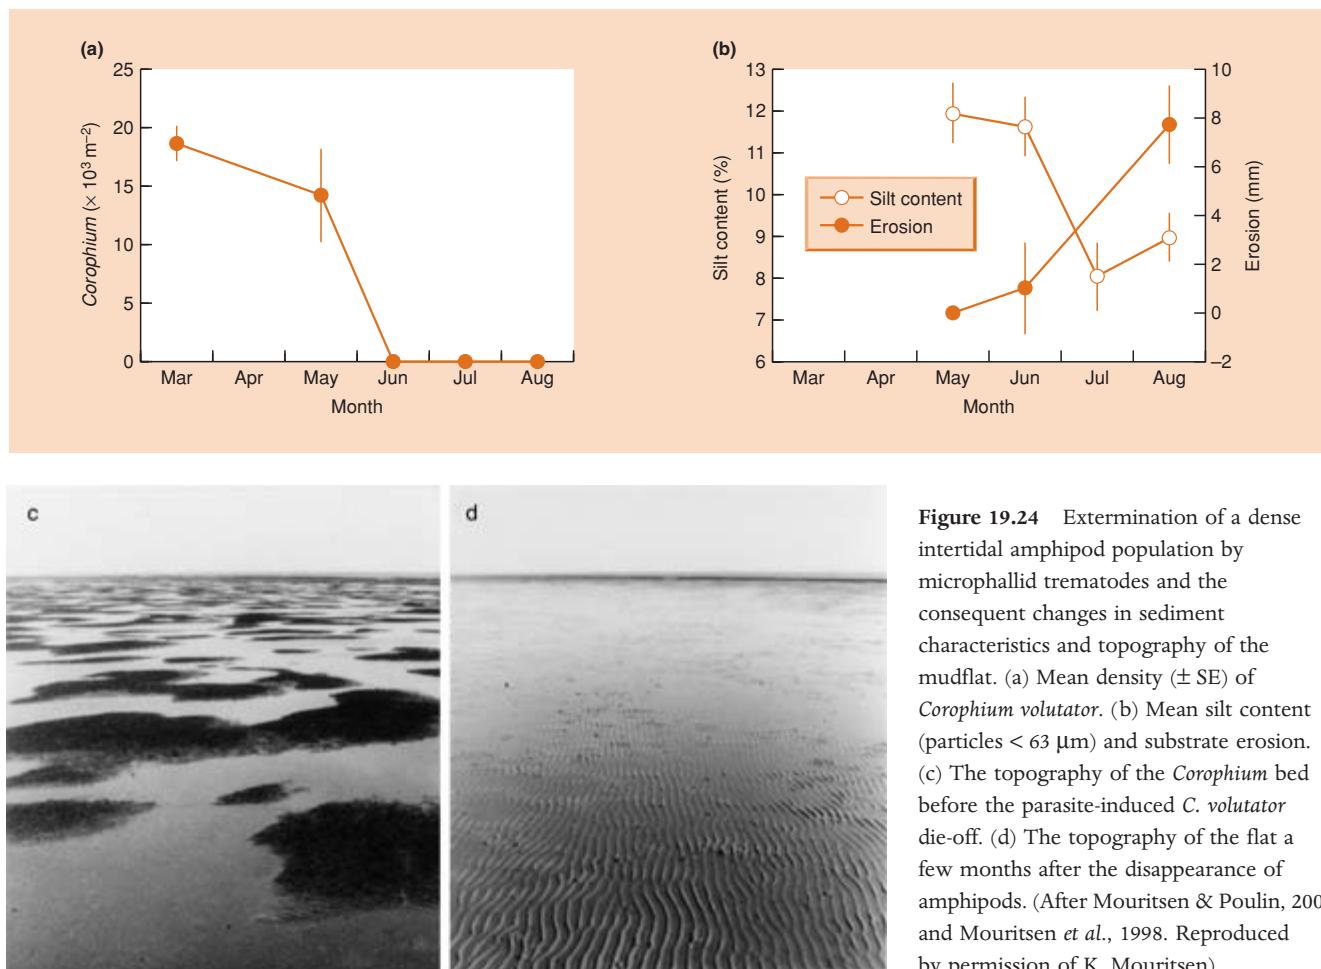 (a)
25
20
15
10
5
0
Corophium (× 10³ m⁻²)
Mar Apr May Jun Jul Aug
Month
(b)
13
12
11
10
9
8
7
6
Silt content (%)
Silt content
Erosion
10
8
6
4
2
0
–2
Erosion (mm)
Mar Apr May Jun Jul Aug
Month
c
d
Figure 19.24 Extermination of a dense
intertidal amphipod population by
microphallid trematodes and the
consequent changes in sediment
characteristics and topography of the
mudflat. (a) Mean density (± SE) of
Corophium volutator. (b) Mean silt content
(particles < 63 µm) and substrate erosion.
(c) The topography of the Corophium bed
before the parasite-induced C. volutator
die-off. (d) The topography of the flat a
few months after the disappearance of
amphipods. (After Mouritsen & Poulin, 200
and Mouritsen et al., 1998. Reproduced
by permission of K. Mouritsen)